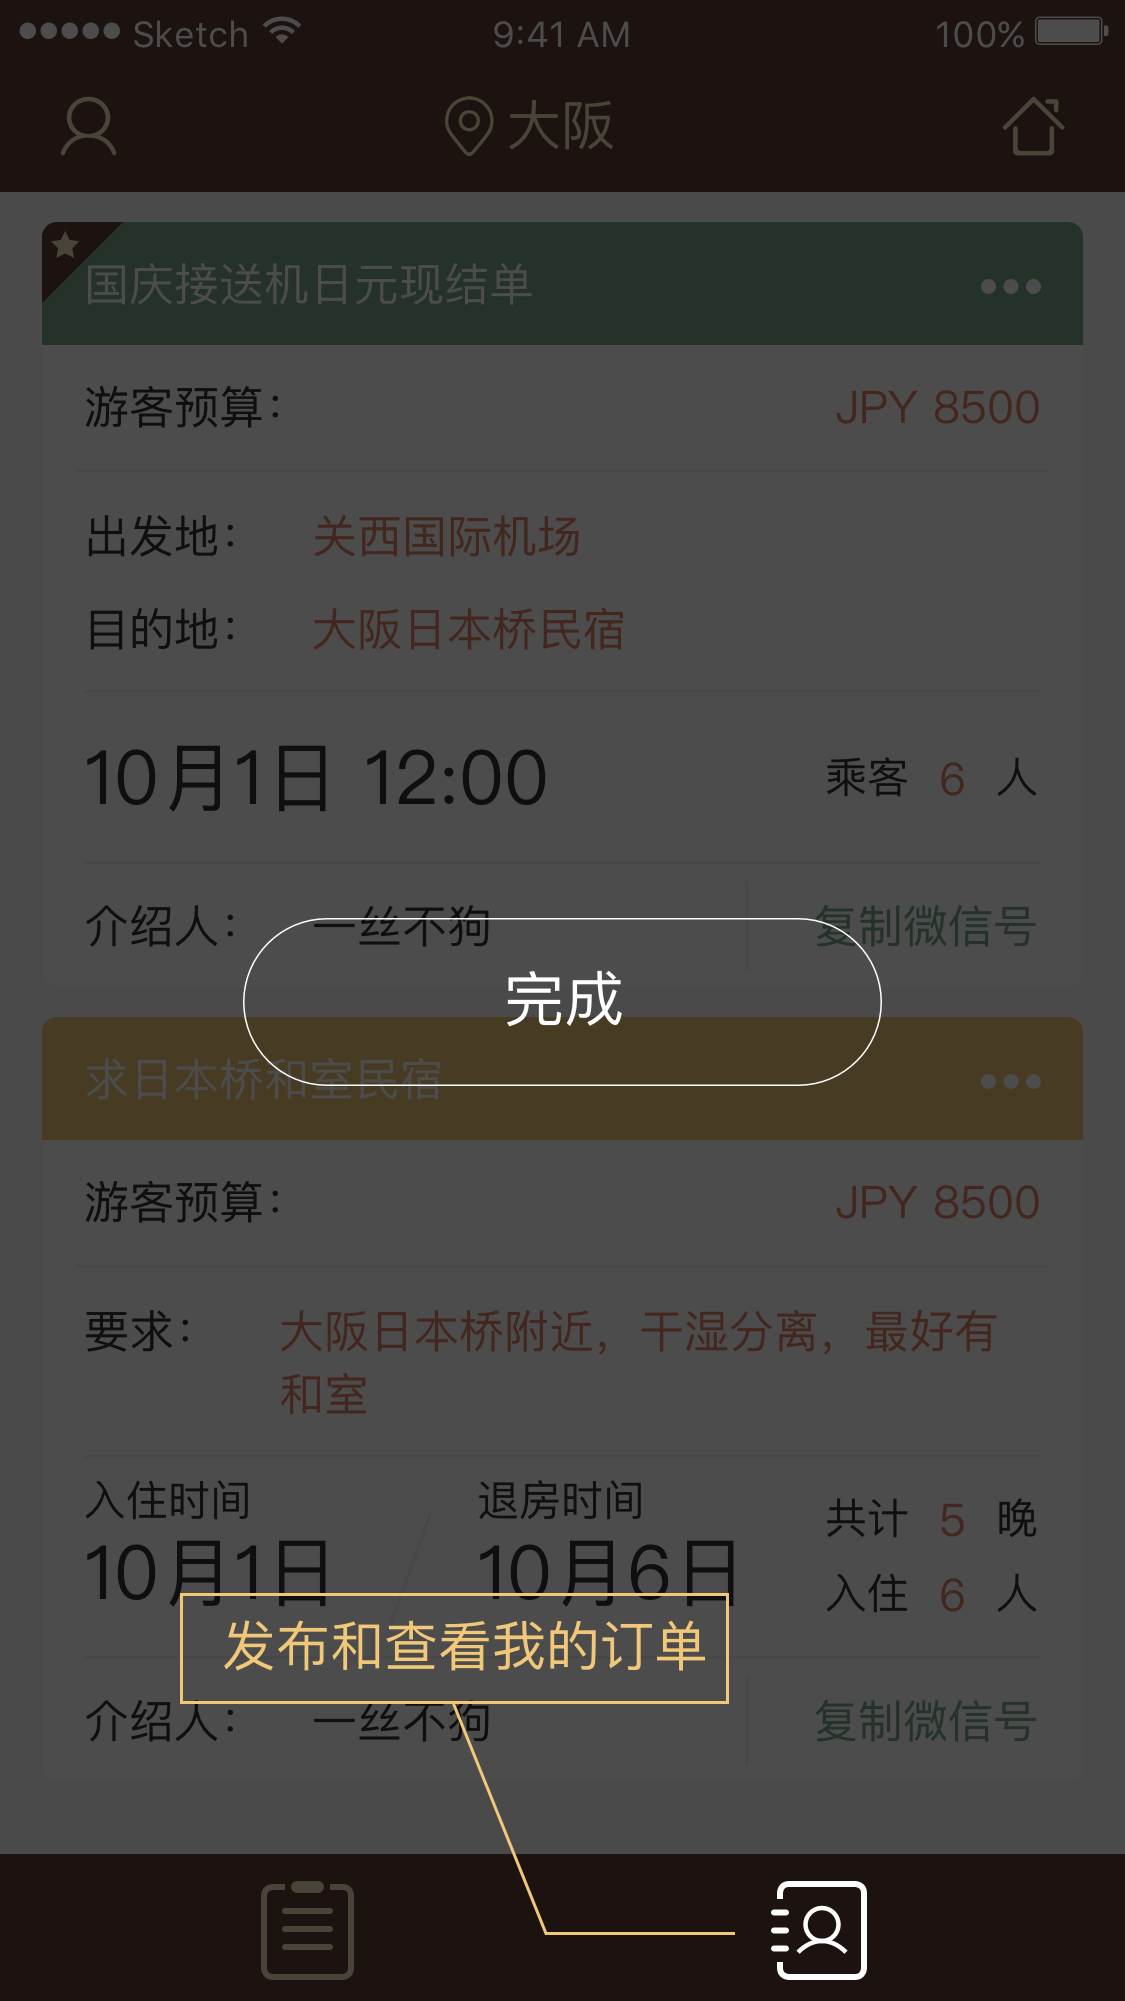 Sketch 9:41 AM 100%
大阪
国庆接送机日元现结单
游客预算： JPY 8500
出发地： 关西国际机场
目的地： 大阪日本桥民宿
10月1日 12:00 乘客 6 人
介绍人： 一丝不狗 复制微信号
完成
求日本桥和室民宿
游客预算： JPY 8500
要求： 大阪日本桥附近，干湿分离，最好有
和室
入住时间 退房时间 共计 5 晚
10月1日 10月6日 入住 6 人
发布和查看我的订单
介绍人： 一丝不狗 复制微信号